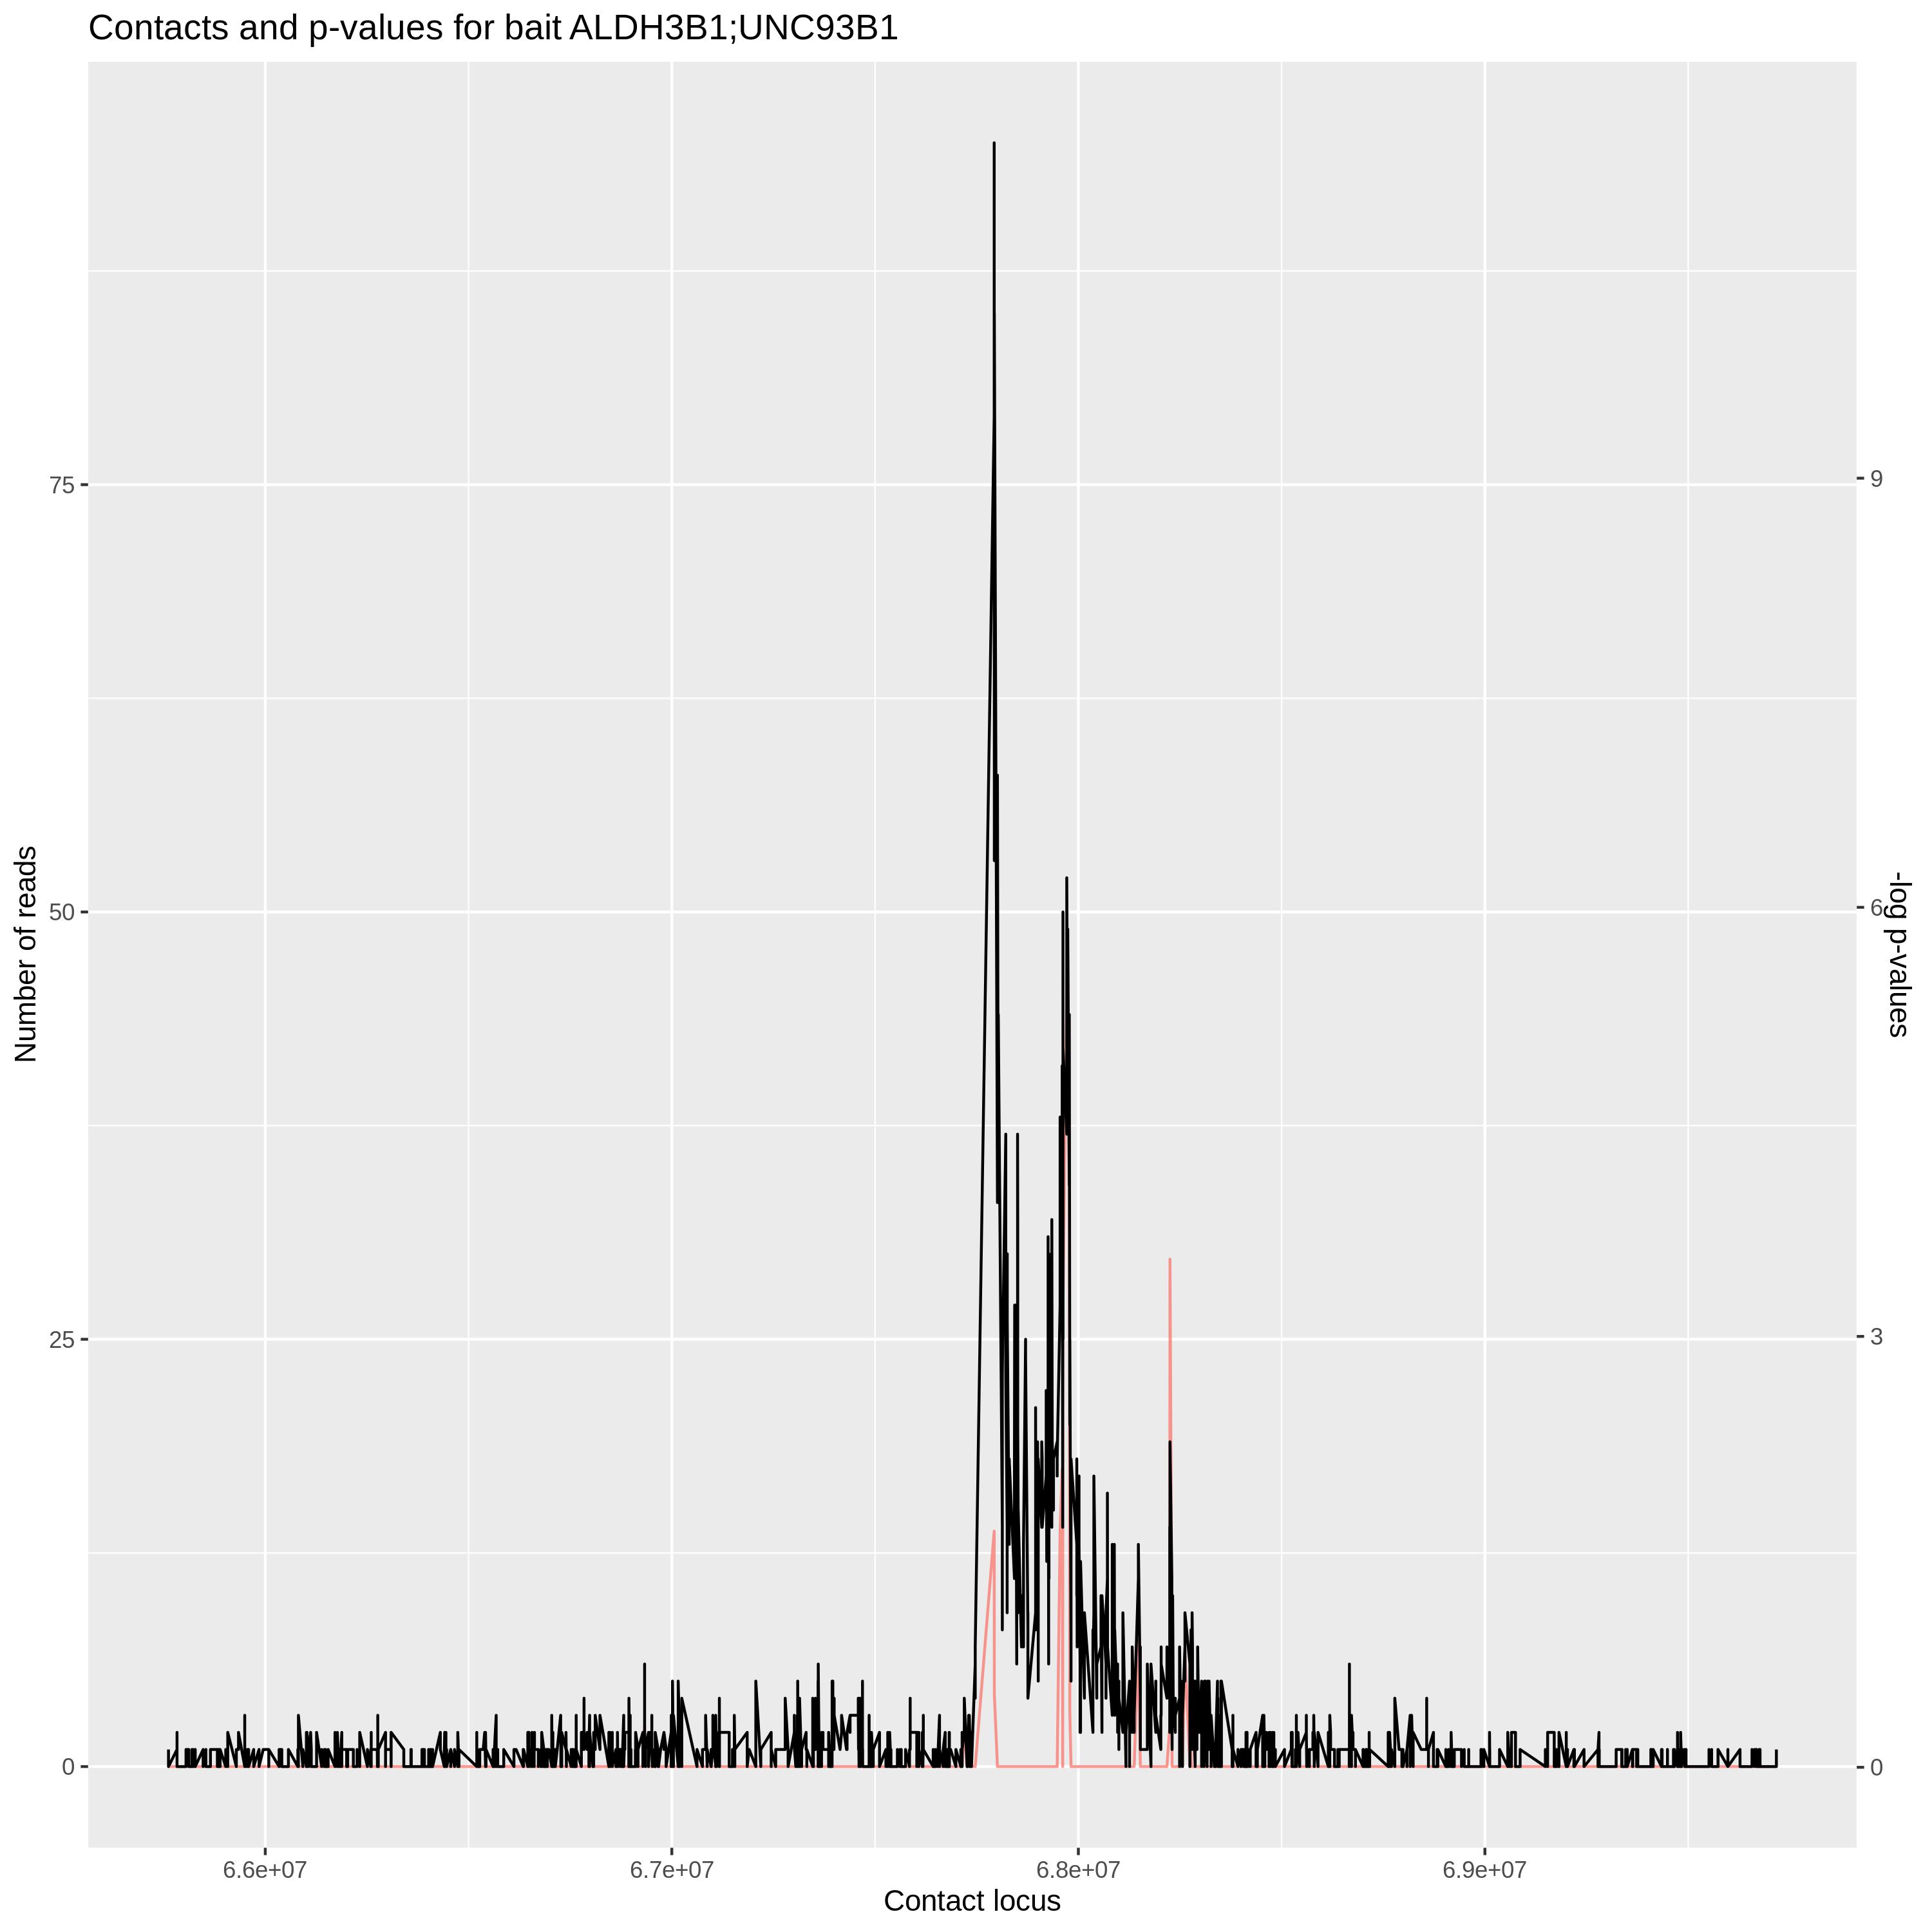 Contacts and p-values for bait ALDH3B1;UNC93B1
Number of reads
75
50
25
0
9
6
3
0
-log p-values
6.6e+07
6.7e+07
6.8e+07
6.9e+07
Contact locus